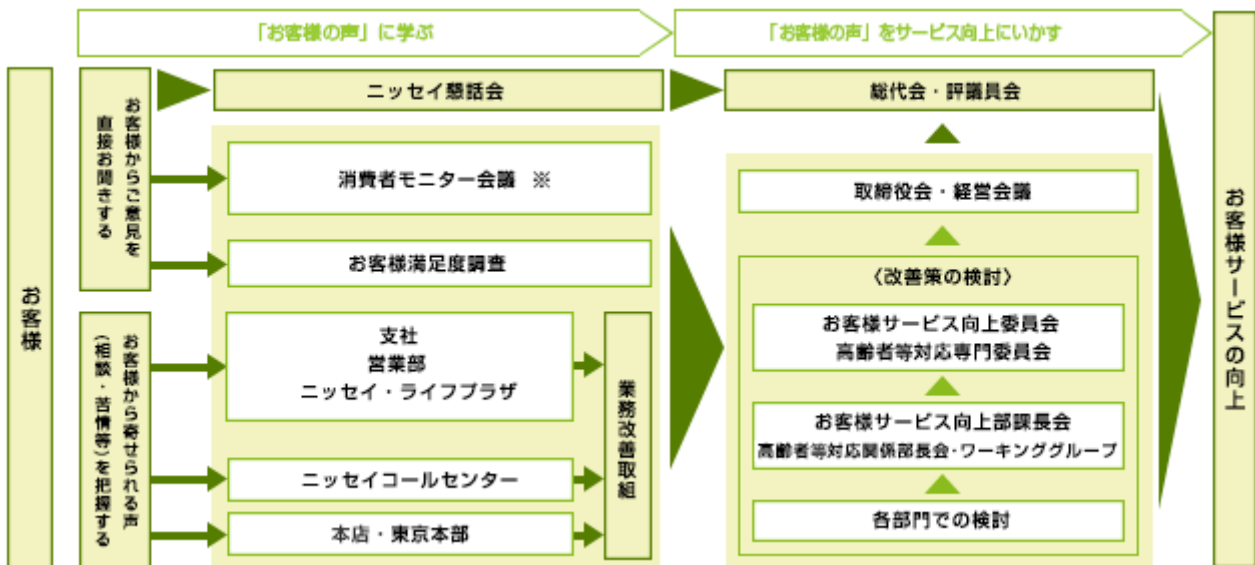 「お客様の声」に学ぶ
「お客様の声」をサービス向上にいかす
お客様
お客様からご意見を
直接お聞きする
お客様から寄せられる声
(相談・苦情等)を把握する
ニッセイ懇話会
消費者モニター会議 ※
お客様満足度調査
支社
営業部
ニッセイ・ライフプラザ
ニッセイコールセンター
本店・東京本部
業務改善取組
総代会・評議員会
取締役会・経営会議
〈改善策の検討〉
お客様サービス向上委員会
高齢者等対応専門委員会
お客様サービス向上部課長会
高齢者等対応関係部長会・ワーキンググループ
各部門での検討
お客様サービスの向上